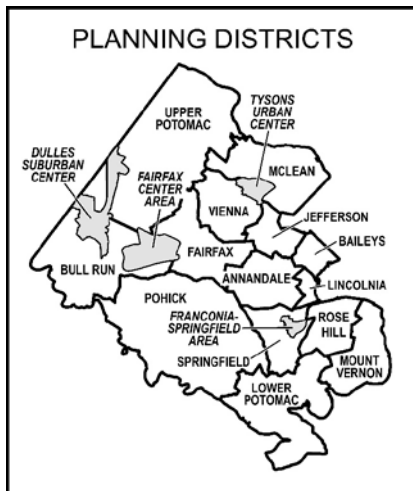 PLANNING DISTRICTS
UPPER
POTOMAC
TYSONS
URBAN
CENTER
DULLES
SUBURBAN
CENTER
FAIRFAX
CENTER
AREA
MCLEAN
VIENNA
JEFFERSON
BAILEYS
FAIRFAX
BULL RUN
ANNANDALE
LINCOLNIA
POHICK
FRANCONIA-
SPRINGFIELD
AREA
ROSE
HILL
SPRINGFIELD
MOUNT
VERNON
LOWER
POTOMAC